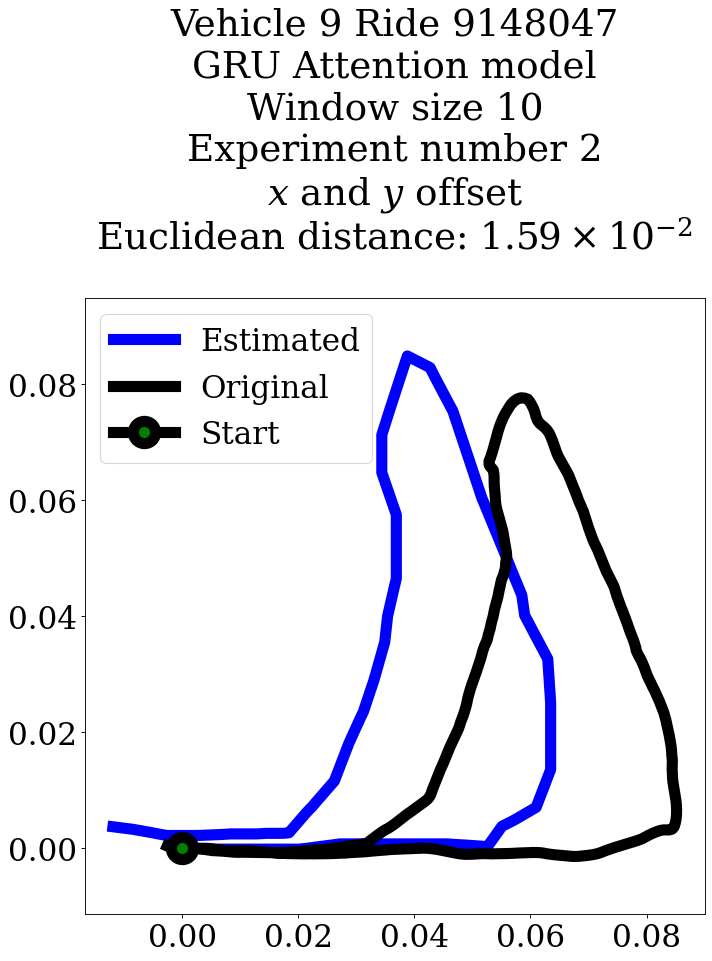 Vehicle 9 Ride 9148047
GRU Attention model
Window size 10
Experiment number 2
x and y offset
Euclidean distance: 1.59 × 10⁻²
Estimated
Original
Start
0.08
0.06
0.04
0.02
0.00
0.00 0.02 0.04 0.06 0.08